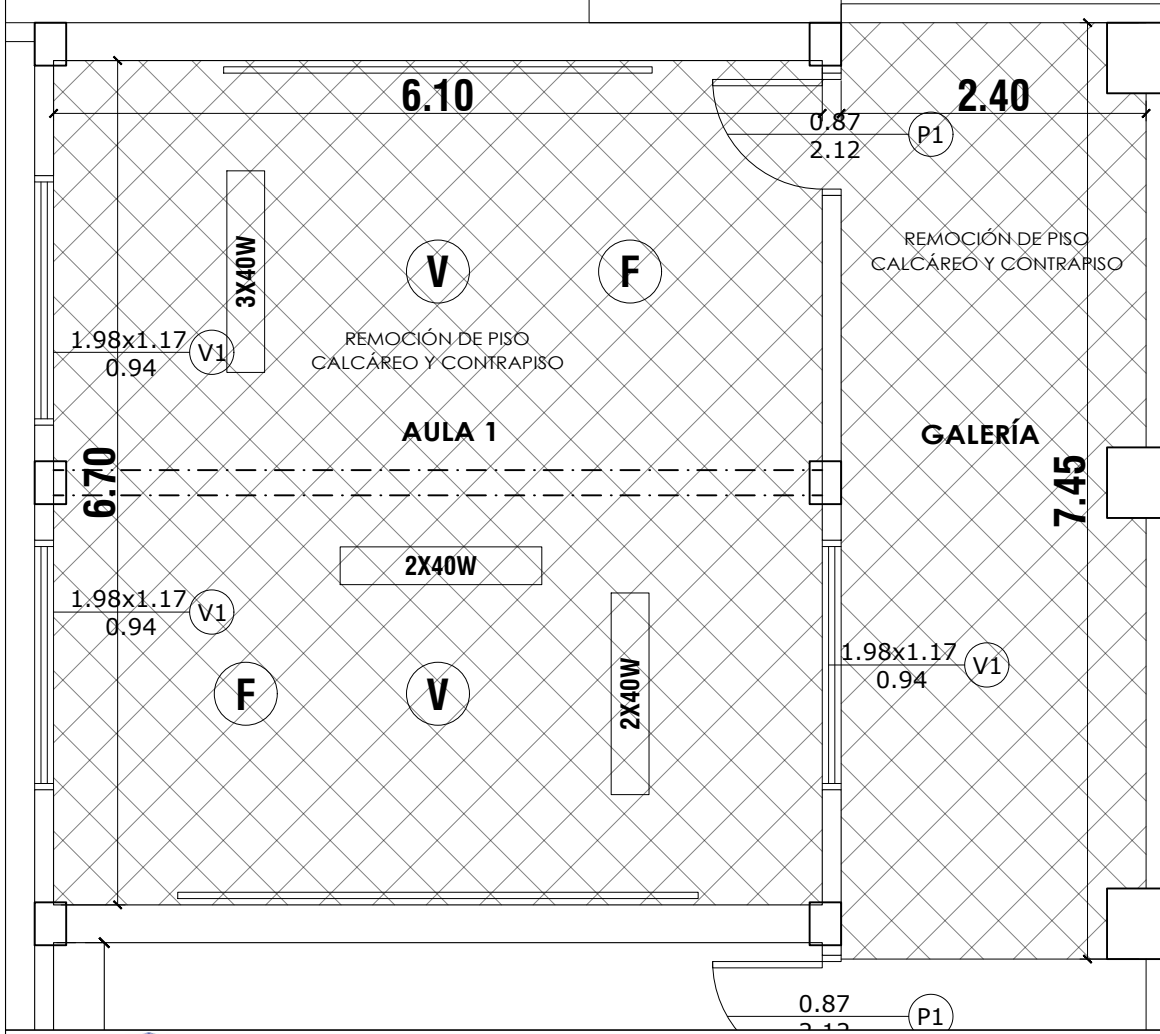 6.10
2.40
0.87
2.12
P1
REMOCIÓN DE PISO
CALCÁREO Y CONTRAPISO
3X40W
V
F
1.98x1.17
0.94
V1
REMOCIÓN DE PISO
CALCÁREO Y CONTRAPISO
AULA 1
GALERÍA
6.70
7.45
2X40W
1.98x1.17
0.94
V1
2X40W
1.98x1.17
0.94
V1
F
V
0.87
P1